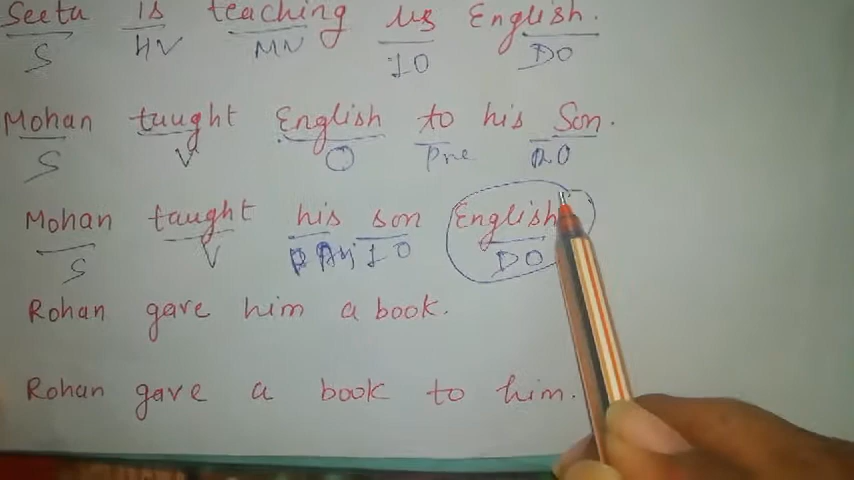 Seeta is teaching us English.
S HV MV IO DO
Mohan taught English to his Son.
S V O Pre
Mohan taught his son English
S V IO DO
Rohan gave him a book.
Rohan gave a book to him.